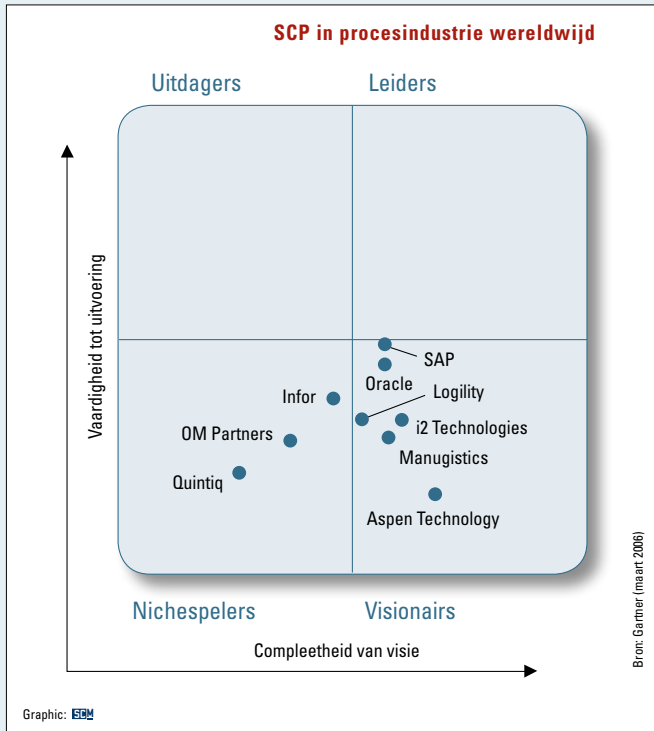 SCP in procesindustrie wereldwijd
Uitdagers
Leiders
Vaardigheid tot uitvoering
SAP
Oracle
Infor
Logility
OM Partners
i2 Technologies
Manugistics
Quintiq
Aspen Technology
Nichespelers
Visionairs
Compleetheid van visie
Bron: Gartner (maart 2006)
Graphic: SCM